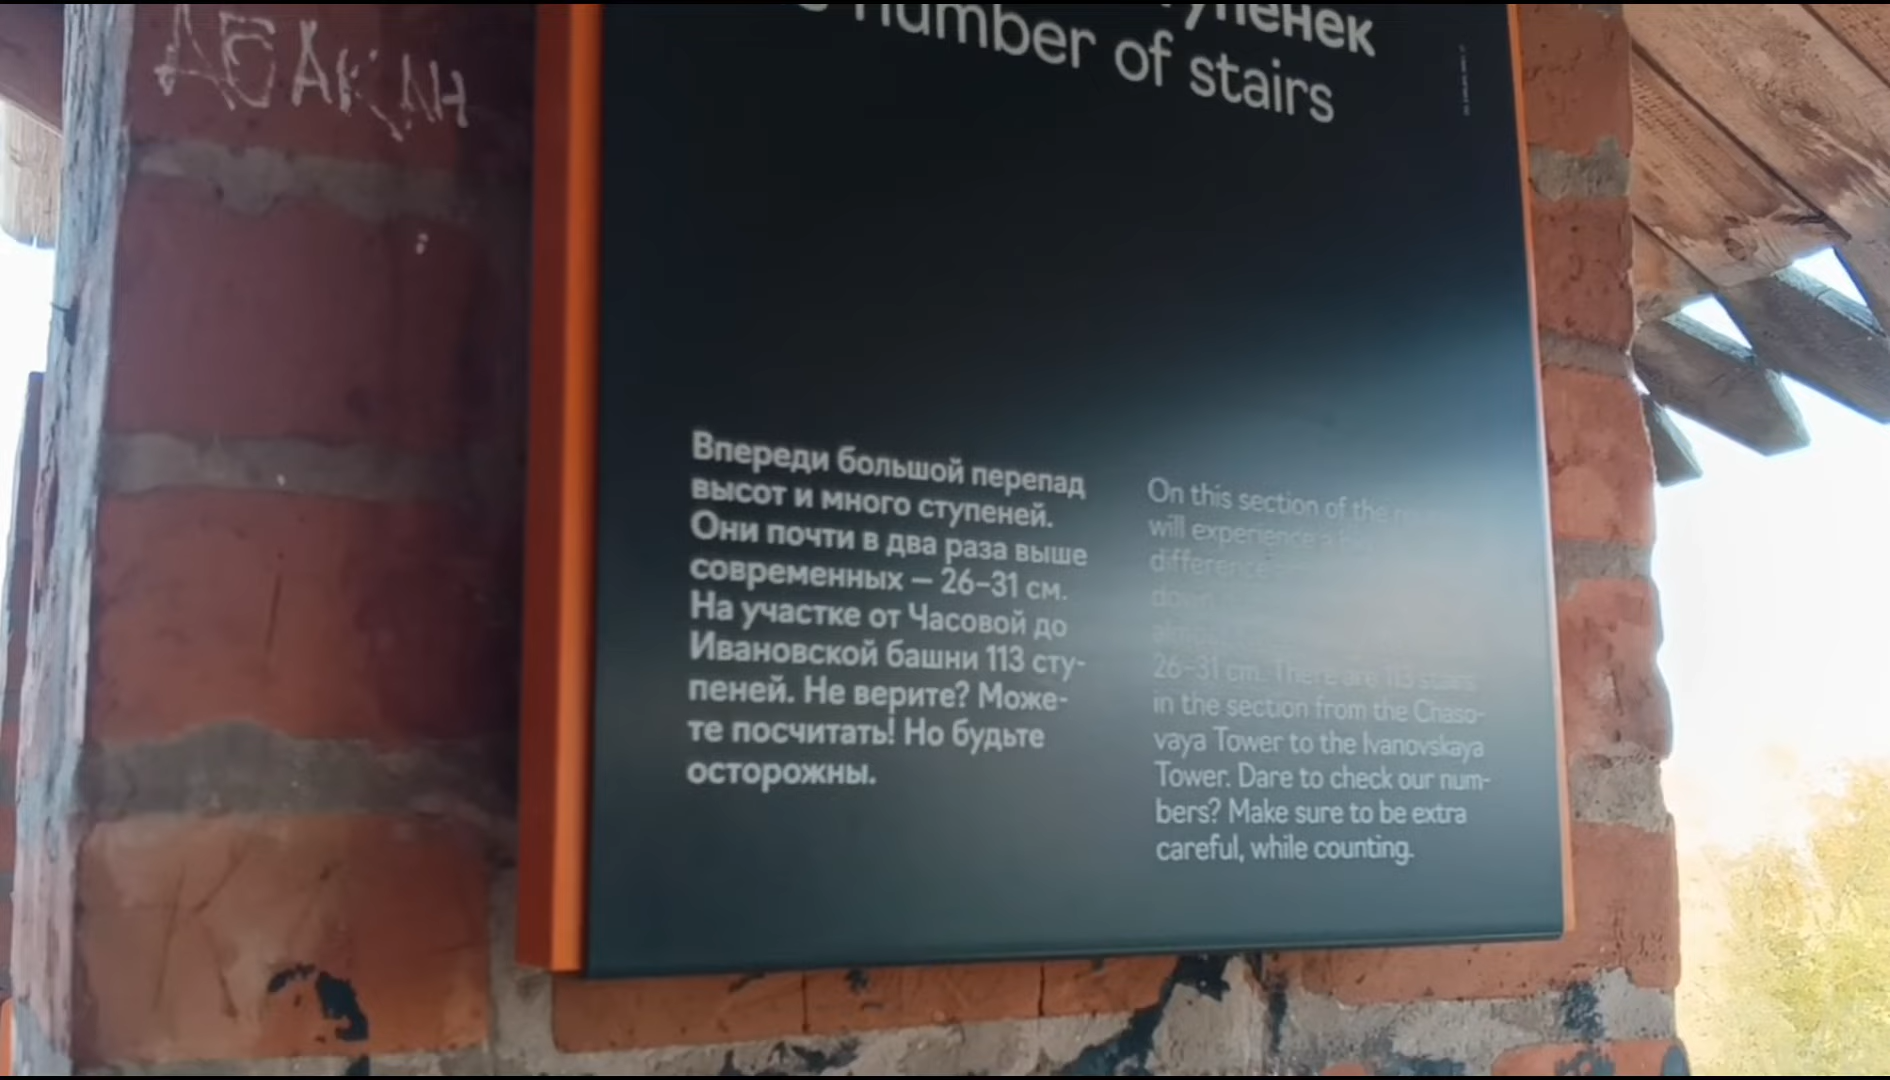 ступенек
number of stairs
Впереди большой перепад
высот и много ступеней.
Они почти в два раза выше
современных – 26–31 см.
На участке от Часовой до
Ивановской башни 113 сту-
пеней. Не верите? Може-
те посчитать! Но будьте
осторожны.
On this section of the
will experience a
difference
down
26–31 cm. There are 113 stairs
in the section from the Chaso-
vaya Tower to the Ivanovskaya
Tower. Dare to check our num-
bers? Make sure to be extra
careful, while counting.